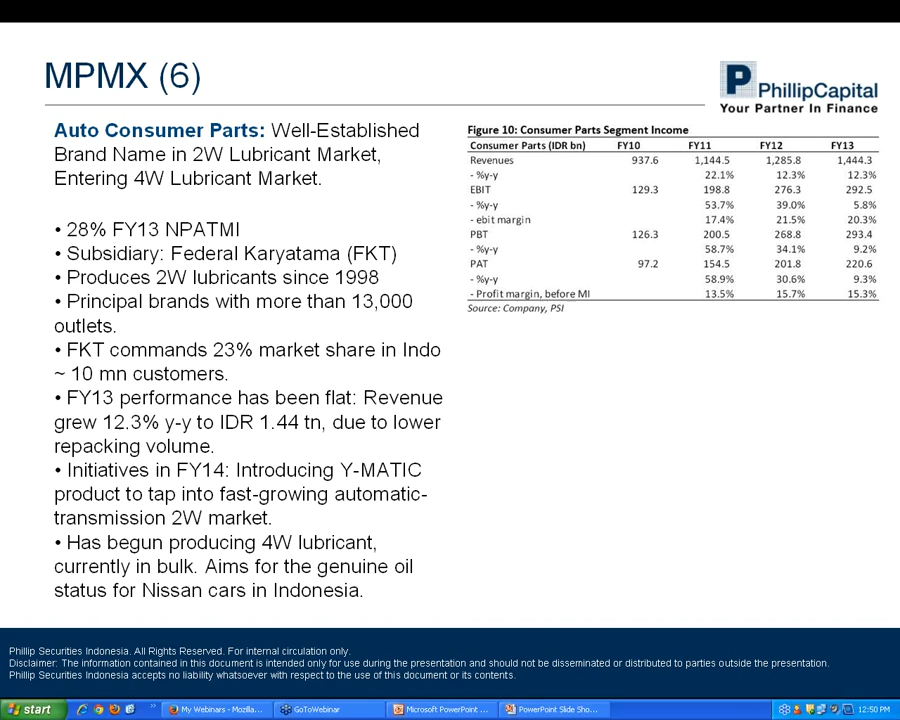 MPMX (6)
PhillipCapital
Your Partner In Finance
Auto Consumer Parts: Well-Established
Brand Name in 2W Lubricant Market,
Entering 4W Lubricant Market.
• 28% FY13 NPATMI
• Subsidiary: Federal Karyatama (FKT)
• Produces 2W lubricants since 1998
• Principal brands with more than 13,000
outlets.
• FKT commands 23% market share in Indo
~ 10 mn customers.
• FY13 performance has been flat: Revenue
grew 12.3% y-y to IDR 1.44 tn, due to lower
repacking volume.
• Initiatives in FY14: Introducing Y-MATIC
product to tap into fast-growing automatic-
transmission 2W market.
• Has begun producing 4W lubricant,
currently in bulk. Aims for the genuine oil
status for Nissan cars in Indonesia.
Figure 10: Consumer Parts Segment Income
Consumer Parts (IDR bn) FY10 FY11 FY12 FY13
Revenues 937.6 1,144.5 1,285.8 1,444.3
- %y-y 22.1% 12.3% 12.3%
EBIT 129.3 198.8 276.3 292.5
- %y-y 53.7% 39.0% 5.8%
- ebit margin 17.4% 21.5% 20.3%
PBT 126.3 200.5 268.8 293.4
- %y-y 58.7% 34.1% 9.2%
PAT 97.2 154.5 201.8 220.6
- %y-y 58.9% 30.6% 9.3%
- Profit margin, before MI 13.5% 15.7% 15.3%
Source: Company, PSI
Phillip Securities Indonesia. All Rights Reserved. For internal circulation only.
Disclaimer: The information contained in this document is intended only for use during the presentation and should not be disseminated or distributed to parties outside the presentation.
Phillip Securities Indonesia accepts no liability whatsoever with respect to the use of this document or its contents.
start
My Webinars - Mozilla...
GoToWebinar
Microsoft PowerPoint ...
PowerPoint Slide Sho...
12:50 PM